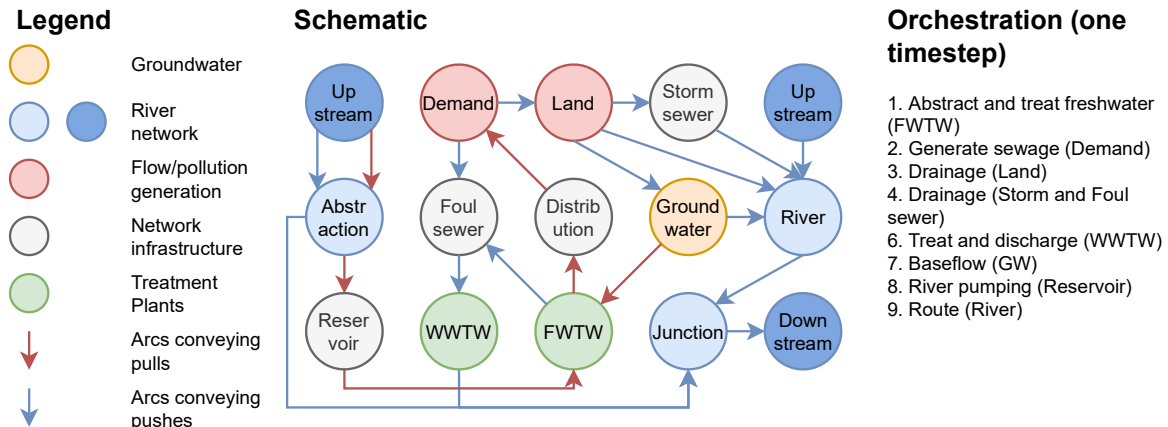 Legend
Groundwater
River
network
Flow/pollution
generation
Network
infrastructure
Treatment
Plants
Arcs conveying
pulls
Arcs conveying
pushes
Schematic
Up
stream
Demand
Land
Storm
sewer
Up
stream
Abstr
action
Foul
sewer
Distrib
ution
Ground
water
River
Reser
voir
WWTW
FWTW
Junction
Down
stream
Orchestration (one
timestep)
1. Abstract and treat freshwater
(FWTW)
2. Generate sewage (Demand)
3. Drainage (Land)
4. Drainage (Storm and Foul
sewer)
6. Treat and discharge (WWTW)
7. Baseflow (GW)
8. River pumping (Reservoir)
9. Route (River)